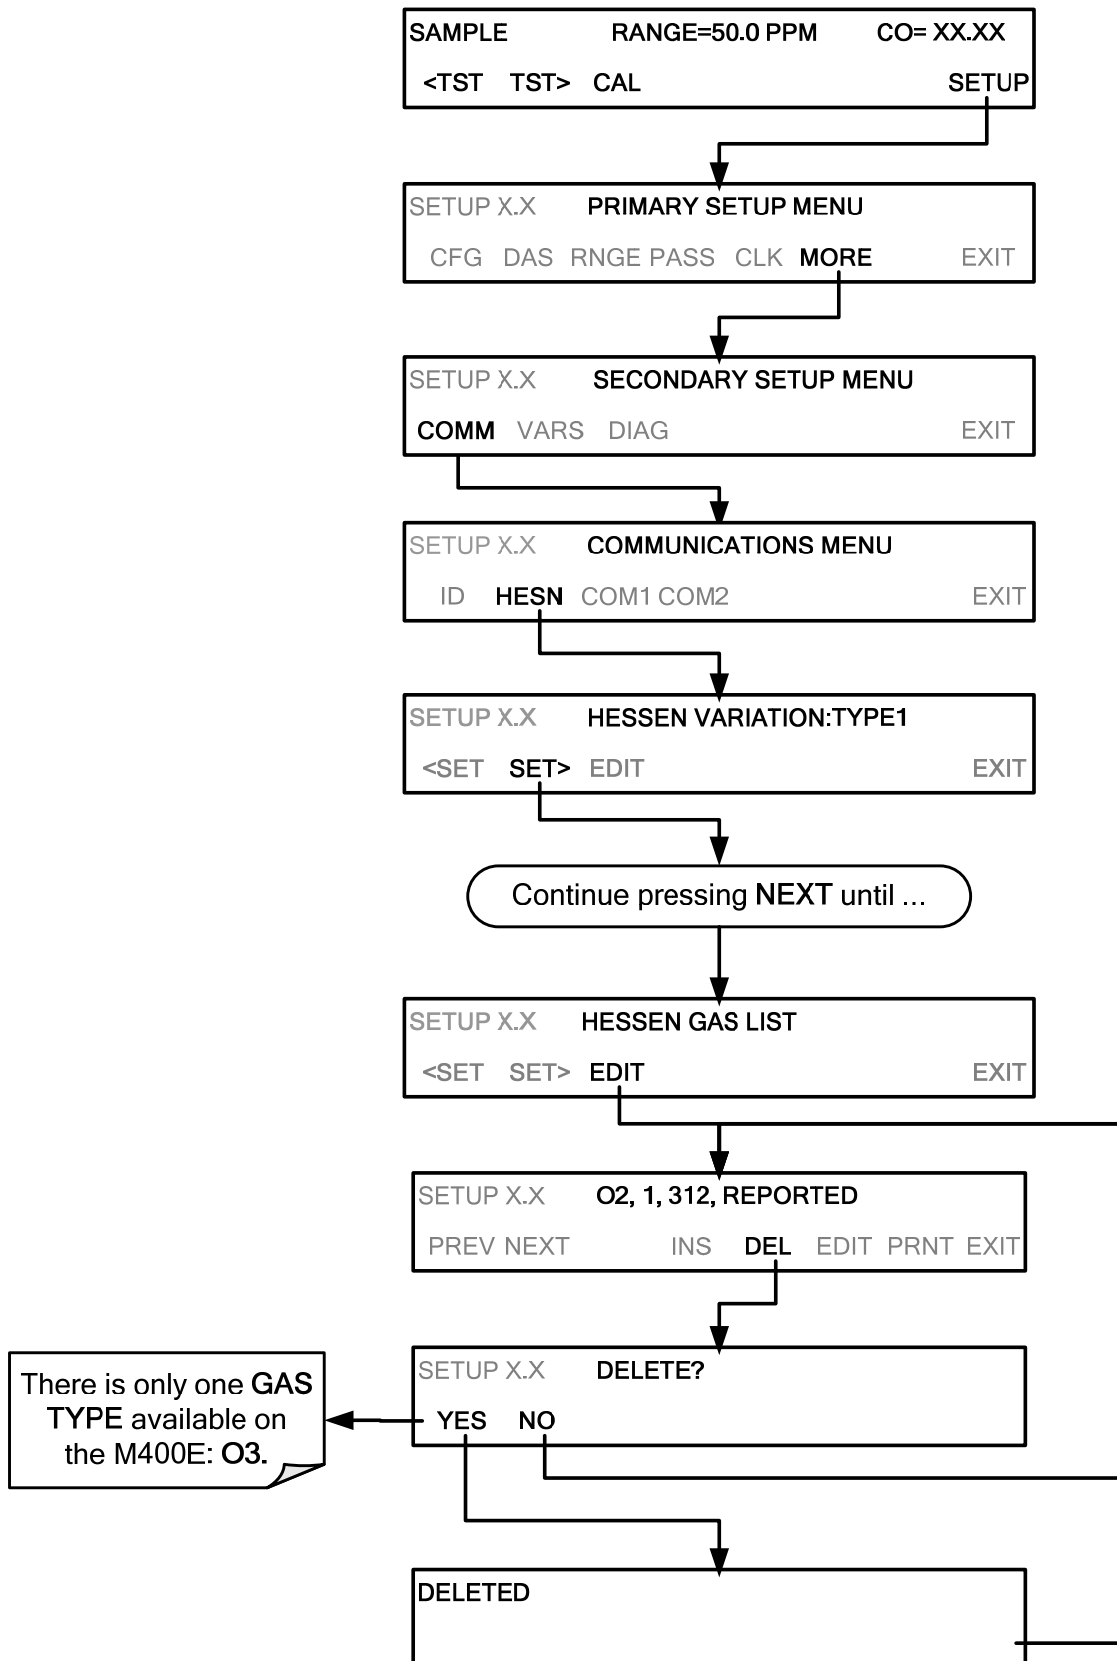 SAMPLE RANGE=50.0 PPM CO= XX.XX
<TST TST> CAL SETUP
SETUP X.X PRIMARY SETUP MENU
CFG DAS RNGE PASS CLK MORE EXIT
SETUP X.X SECONDARY SETUP MENU
COMM VARS DIAG EXIT
SETUP X.X COMMUNICATIONS MENU
ID HESN COM1 COM2 EXIT
SETUP X.X HESSEN VARIATION:TYPE1
<SET SET> EDIT EXIT
Continue pressing NEXT until ...
SETUP X.X HESSEN GAS LIST
<SET SET> EDIT EXIT
SETUP X.X O2, 1, 312, REPORTED
PREV NEXT INS DEL EDIT PRNT EXIT
SETUP X.X DELETE?
YES NO
There is only one GAS
TYPE available on
the M400E: O3.
DELETED